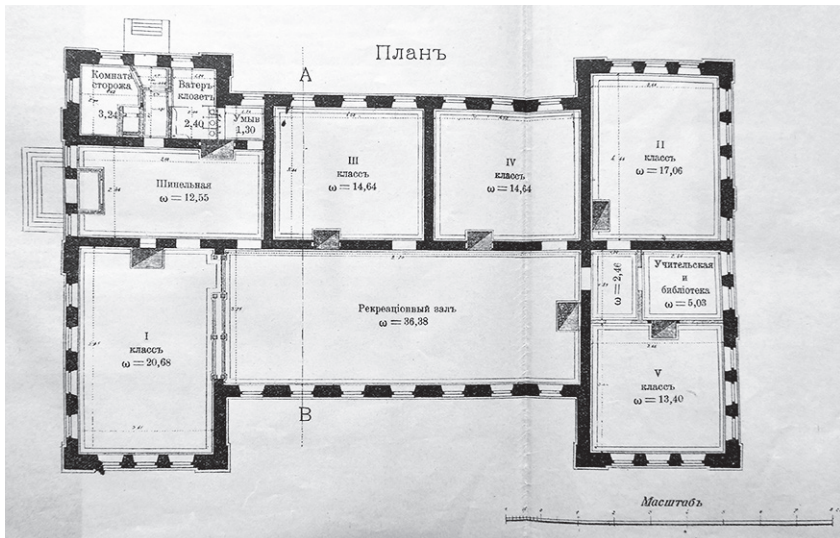 Планъ
А
Комната
сторожа
3,24
Ватеръ-
клозетъ
2,40
Умыв
1,30
III
классъ
ω = 14,64
IV
классъ
ω = 14,64
II
классъ
ω = 17,06
Шинельная
ω = 12,55
I
классъ
ω = 20,68
Рекреаціонный залъ
ω = 36,38
ω = 2,46
Учительская
и
библіотека
ω = 5,03
V
классъ
ω = 13,40
В
Масштабъ